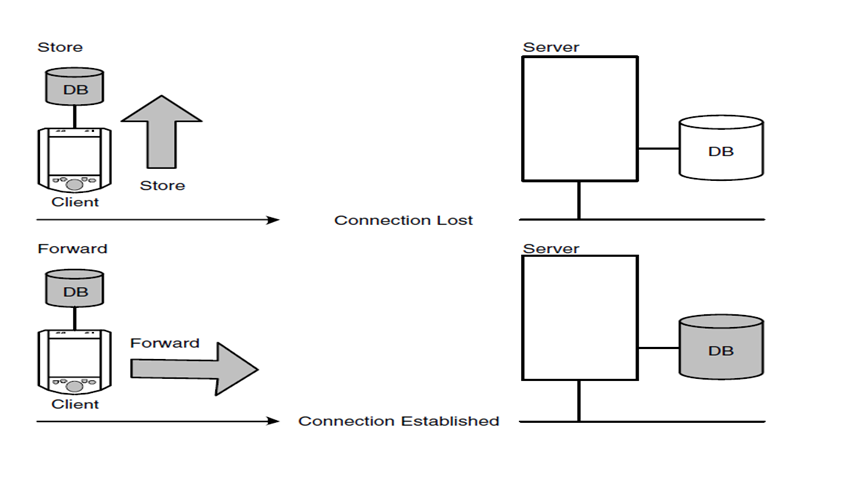 Store
Server
DB
DB
Store
Client
Connection Lost
Forward
Server
DB
Forward
DB
Client
Connection Established